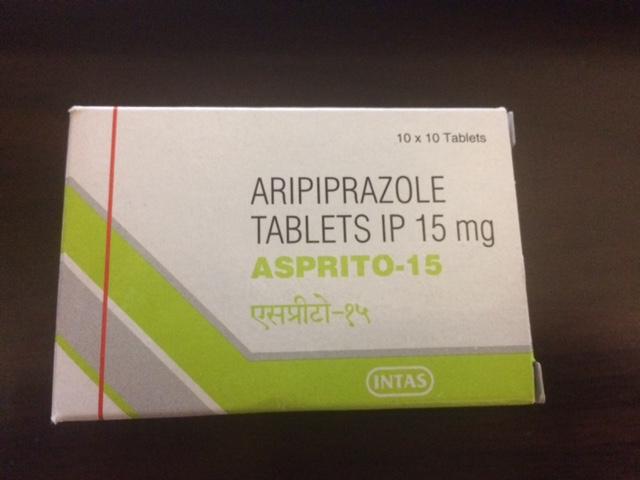 10 x 10 Tablets
ARIPIPRAZOLE
TABLETS IP 15 mg
ASPRITO-15
एसप्रीटो-१५
INTAS